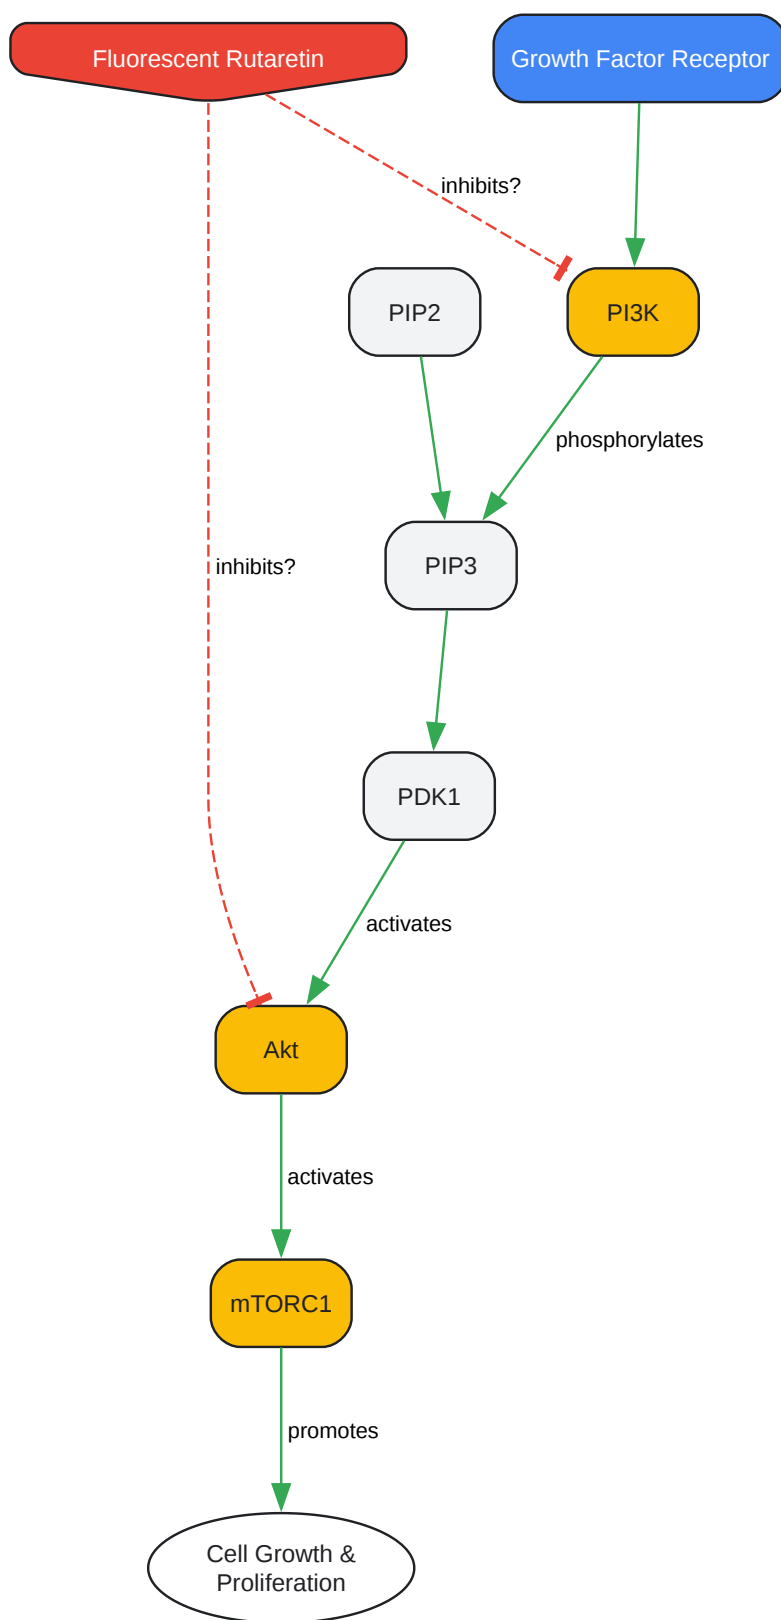 Fluorescent Rutaretin
Growth Factor Receptor
inhibits?
PIP2
PI3K
phosphorylates
PIP3
inhibits?
PDK1
activates
Akt
activates
mTORC1
promotes
Cell Growth &
Proliferation